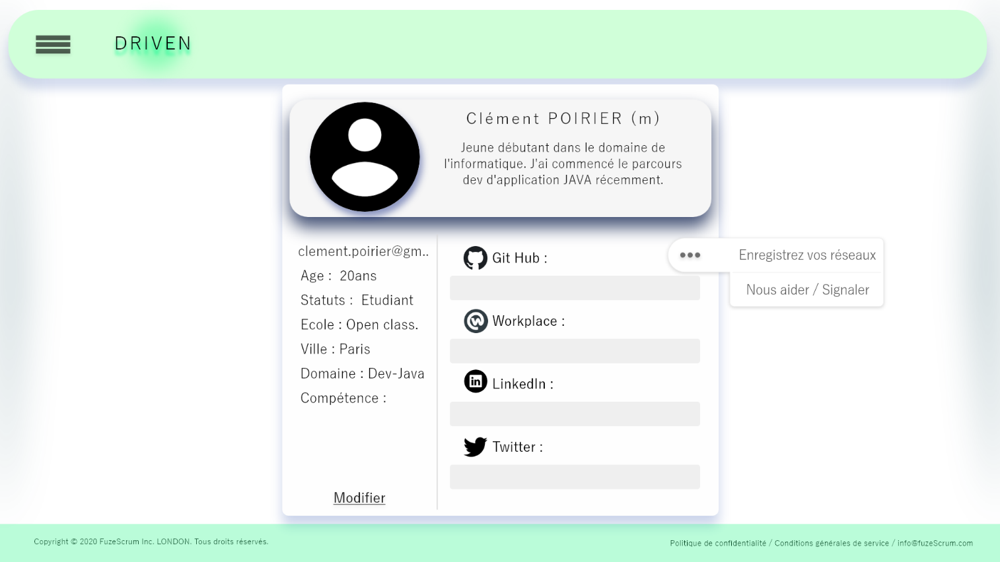 DRIVEN
Clément POIRIER (m)
Jeune débutant dans le domaine de
l'informatique. J'ai commencé le parcours
dev d'application JAVA récemment.
clement.poirier@gm..
Age : 20ans
Statuts : Etudiant
Ecole : Open class.
Ville : Paris
Domaine : Dev-Java
Compétence :
Modifier
Git Hub :
Workplace :
LinkedIn :
Twitter :
Enregistrez vos réseaux
Nous aider / Signaler
Copyright © 2020 FuzeScrum Inc. LONDON. Tous droits réservés.
Politique de confidentialité / Conditions générales de service / info@fuzeScrum.com